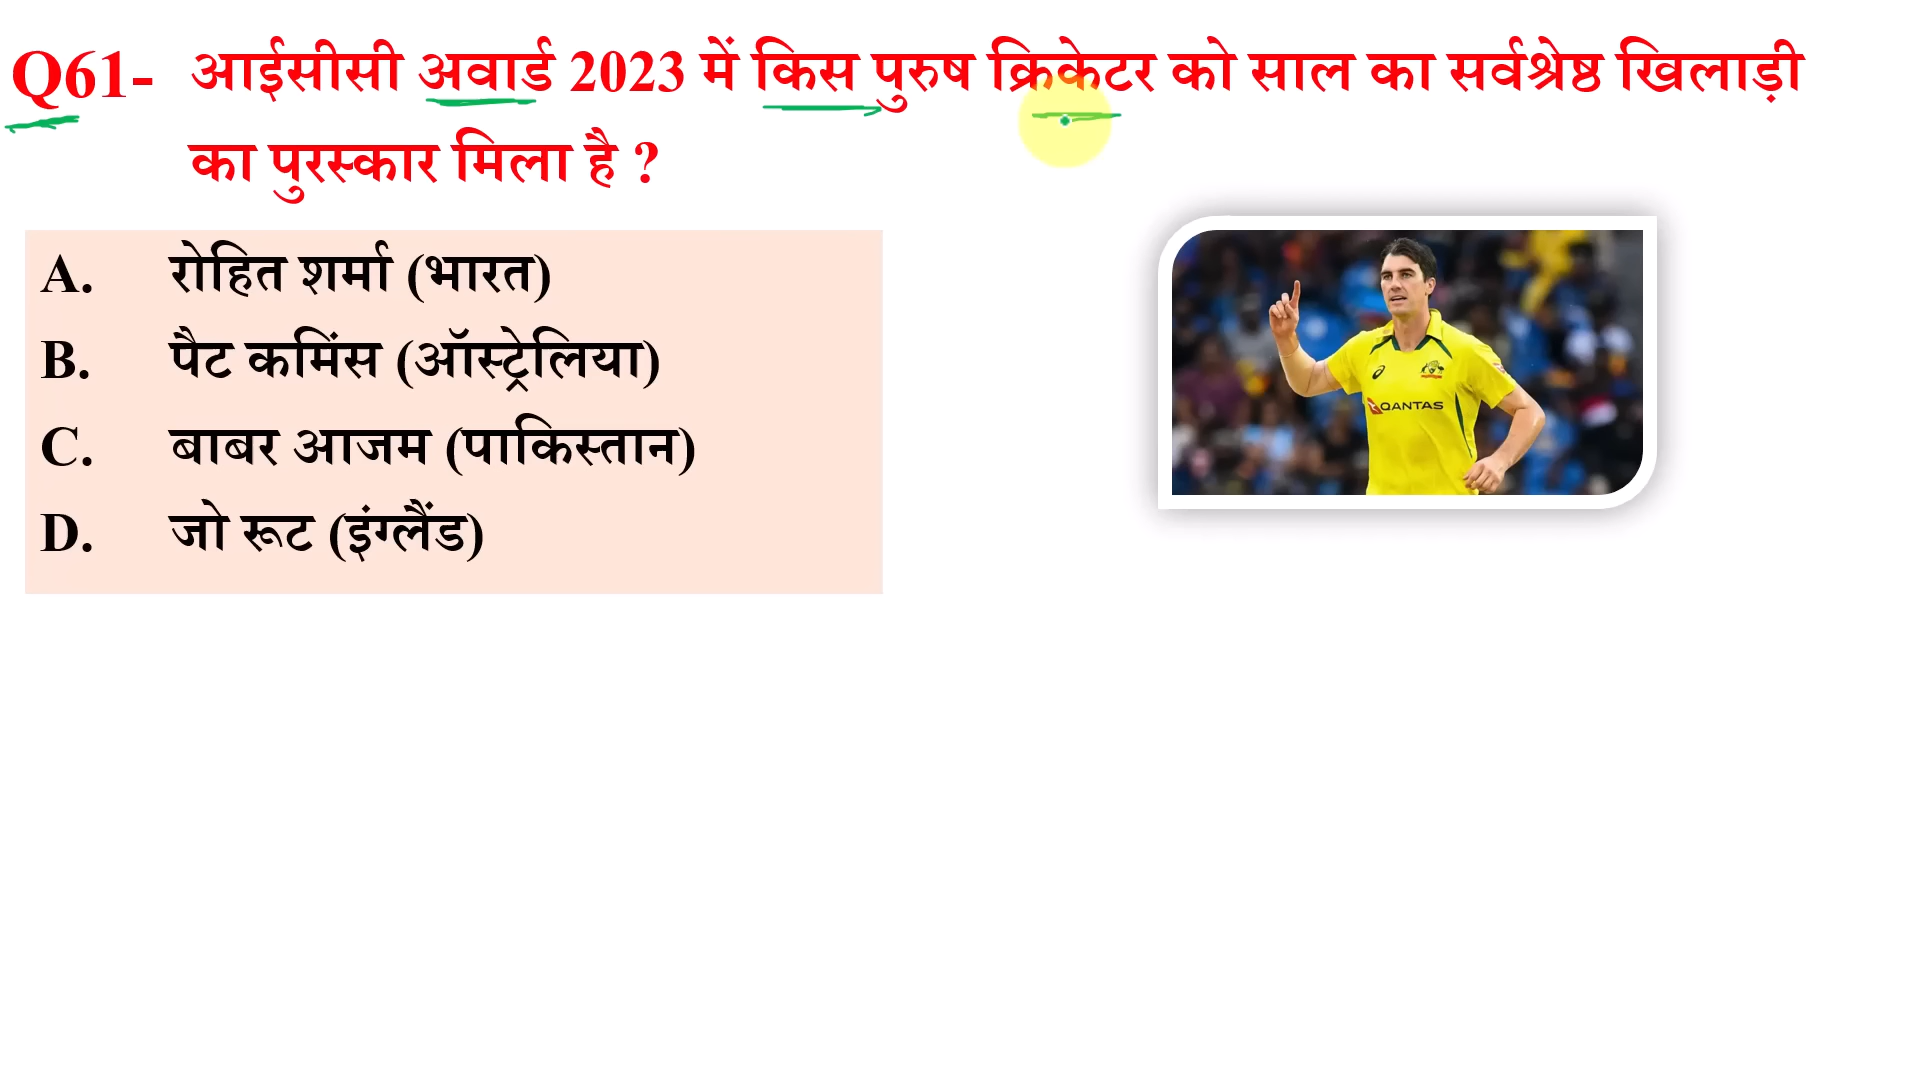 Q61- आईसीसी अवार्ड 2023 में किस पुरुष क्रिकेटर को साल का सर्वश्रेष्ठ खिलाड़ी
का पुरस्कार मिला है ?
A. रोहित शर्मा (भारत)
B. पैट कमिंस (ऑस्ट्रेलिया)
C. बाबर आजम (पाकिस्तान)
D. जो रूट (इंग्लैंड)
QANTAS